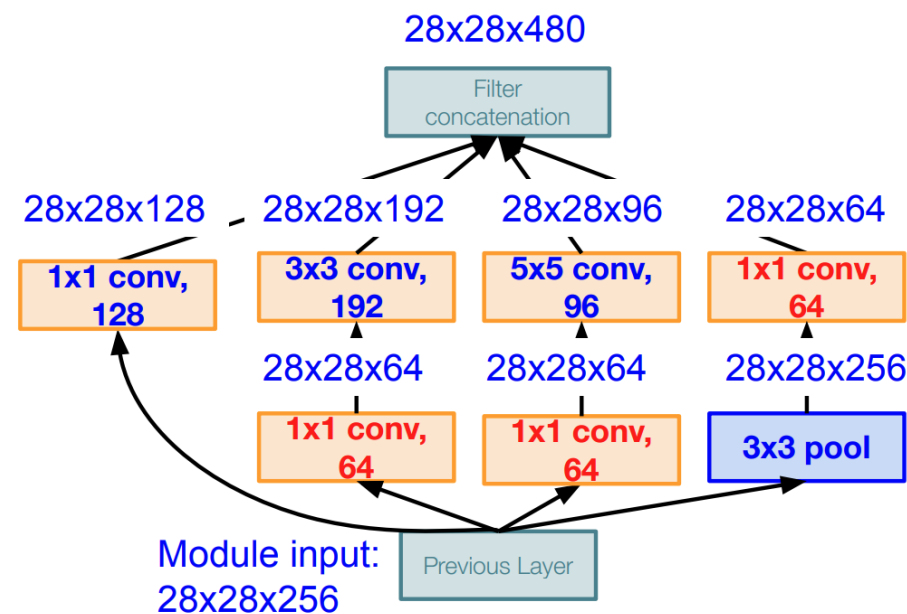 28x28x480
Filter
concatenation
28x28x128
28x28x192
28x28x96
28x28x64
1x1 conv,
128
3x3 conv,
192
5x5 conv,
96
1x1 conv,
64
28x28x64
28x28x64
28x28x256
1x1 conv,
64
1x1 conv,
64
3x3 pool
Module input:
28x28x256
Previous Layer